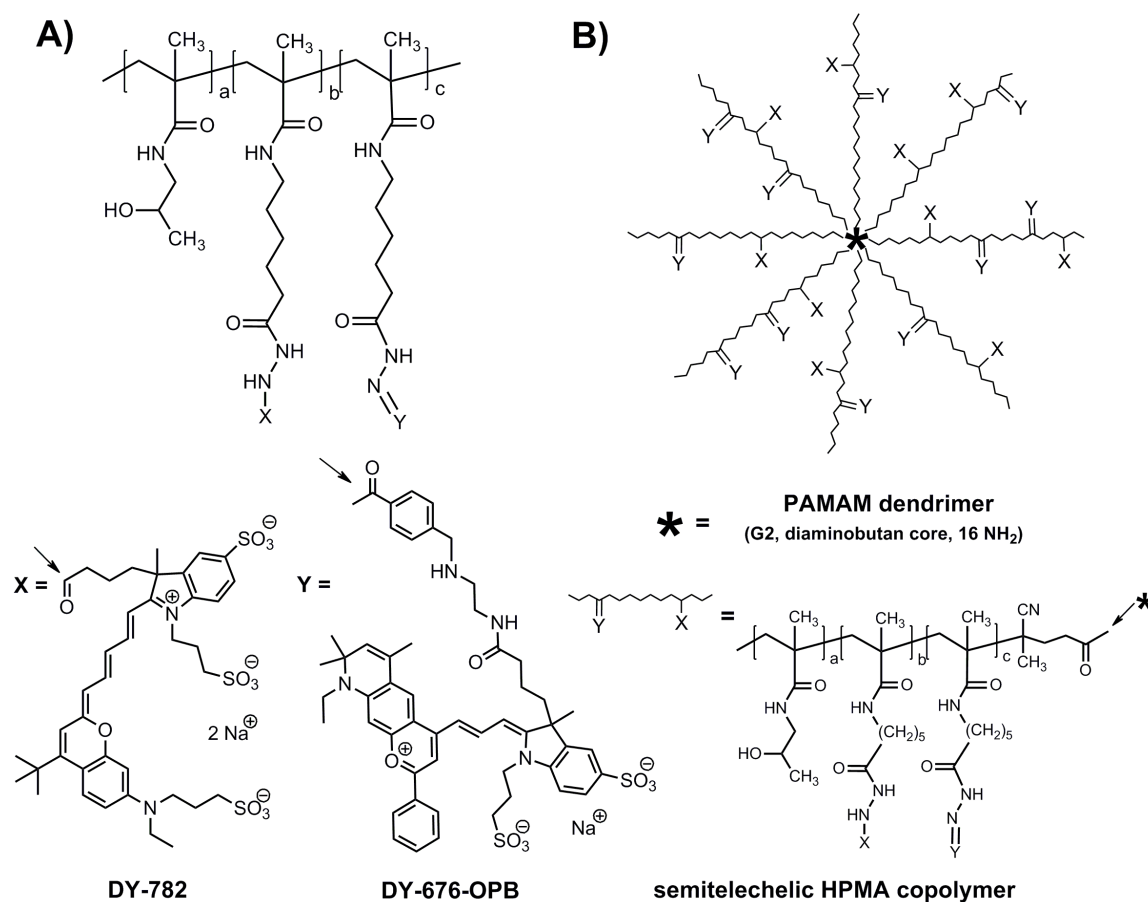 A)
CH3
CH3
CH3
a
b
c
O
O
O
HN
HN
HN
HO
CH3
O
O
NH
NH
HN
N
X
Y
B)
X
Y
X
Y
X
Y
X
Y
X
Y
X
Y
Y
X
X
Y
X
Y
X
Y
X
Y
X
Y
X
Y
* =
PAMAM dendrimer
(G2, diaminobutan core, 16 NH2)
X =
O
SO3 ⊖
N ⊕
SO3 ⊖
2 Na⊕
O
N
SO3 ⊖
DY-782
Y =
O
HN
NH
O
N
O ⊕
N
SO3 ⊖
SO3 ⊖
Na⊕
DY-676-OPB
Y
X
=
*
CH3
CH3
CH3
CN
a
b
c
CH3
O
O
O
O
HN
HN
HN
HO
CH3
(CH2)5
(CH2)5
O
O
NH
NH
HN
N
X
Y
semitelechelic HPMA copolymer